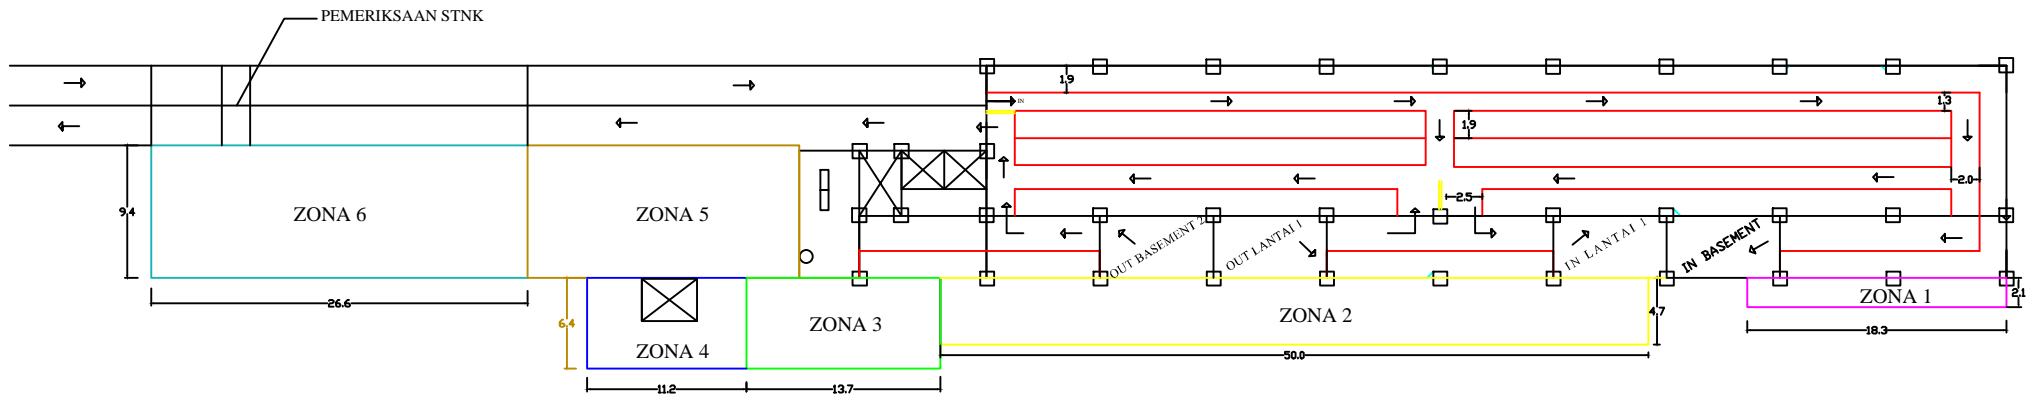 PEMERIKSAAN STNK
1.9
IN
1.3
1.9
2.0
2.5
9.4
ZONA 6
ZONA 5
OUT BASEMENT 2
OUT LANTAI 1
IN LANTAI 1
IN BASEMENT
26.6
6.4
ZONA 4
ZONA 3
ZONA 2
4.7
ZONA 1
2.1
18.3
50.0
11.2
13.7